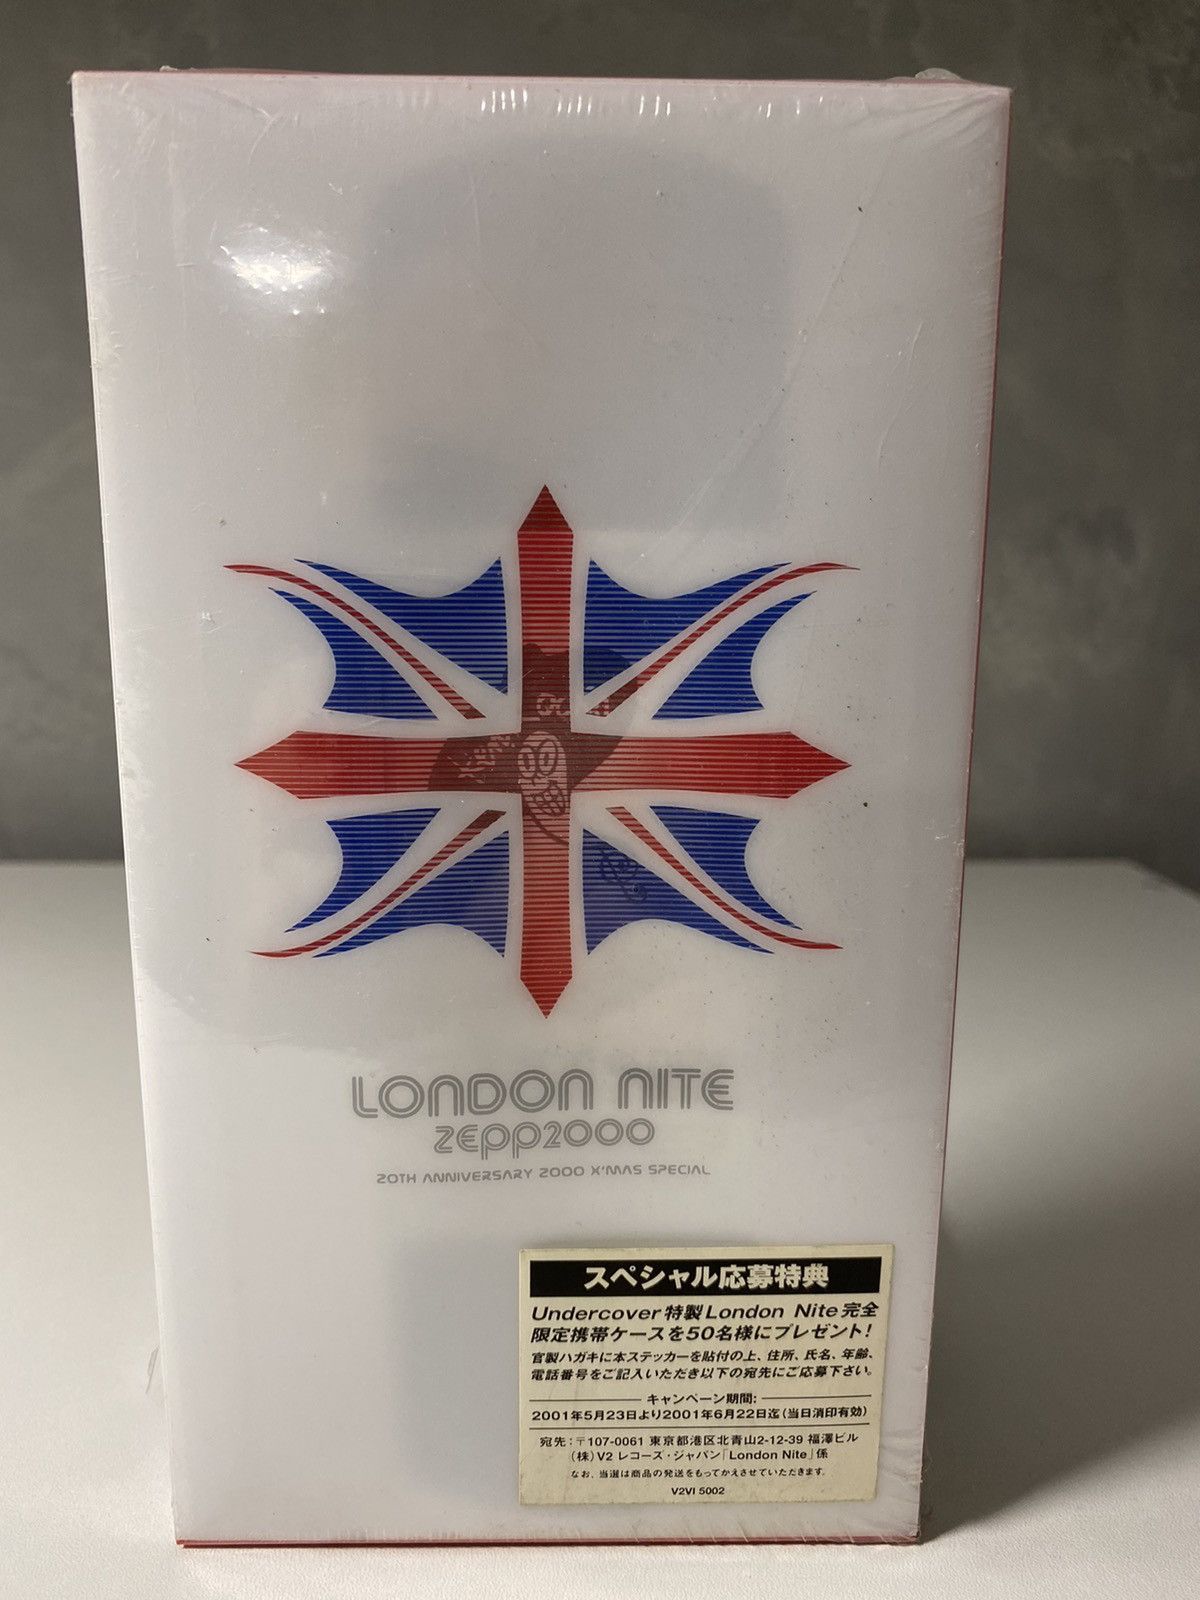 LONDON NITE
ZEPP2000
20TH ANNIVERSARY 2000 X'MAS SPECIAL
スペシャル応募特典
Undercover特製London Nite完全
限定携帯ケースを50名様にプレゼント!
官製ハガキに本ステッカーを貼付の上、住所、氏名、年齢、
電話番号をご記入いただき以下の宛先にご応募下さい。
キャンペーン期間:
2001年5月23日より2001年6月22日迄(当日消印有効)
宛先:〒107-0061 東京都港区北青山2-12-39 福澤ビル
(株)V2 レコーズ・ジャパン「London Nite」係
なお、当選は商品の発送をもってかえさせていただきます。
V2VI 5002